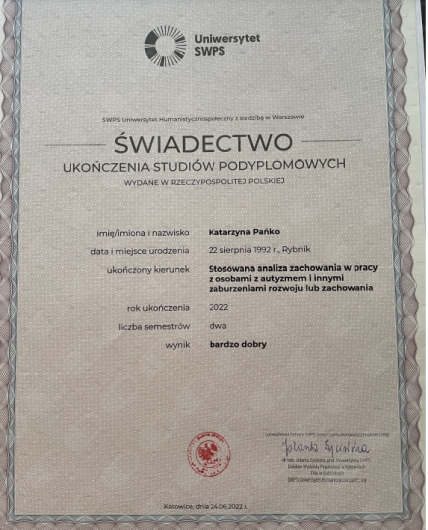 Uniwersytet
SWPS
SWPS Uniwersytet Humanistycznospołeczny z siedzibą w Warszawie
ŚWIADECTWO
UKOŃCZENIA STUDIÓW PODYPLOMOWYCH
WYDANE W RZECZYPOSPOLITEJ POLSKIEJ
imię/imiona i nazwisko Katarzyna Pańko
data i miejsce urodzenia 22 sierpnia 1992 r., Rybnik
ukończony kierunek Stosowana analiza zachowania w pracy
z osobami z autyzmem i innymi
zaburzeniami rozwoju lub zachowania
rok ukończenia 2022
liczba semestrów dwa
wynik bardzo dobry
Katowice, dnia 24.06.2022 r.